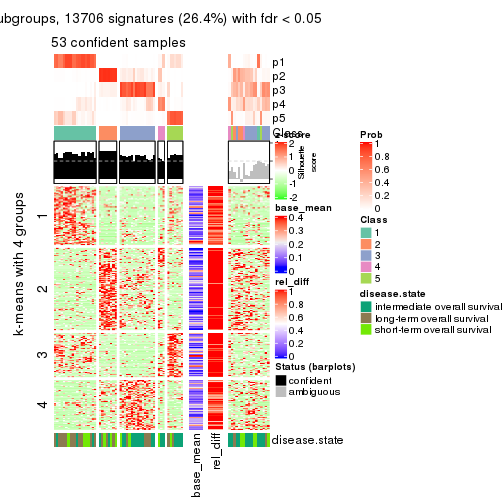 ubgroups, 13706 signatures (26.4%) with fdr < 0.05
53 confident samples
p1
p2
p3
p4
p5
Class
Silhouette
score
k-means with 4 groups
1
2
3
4
base_mean
rel_diff
disease.state
z-score
2
1
0
-1
-2
base_mean
0.4
0.3
0.2
0.1
0
rel_diff
1
0.8
0.6
0.4
0.2
0
Status (barplots)
confident
ambiguous
Prob
1
0.8
0.6
0.4
0.2
0
Class
1
2
3
4
5
disease.state
intermediate overall survival
long-term overall survival
short-term overall survival